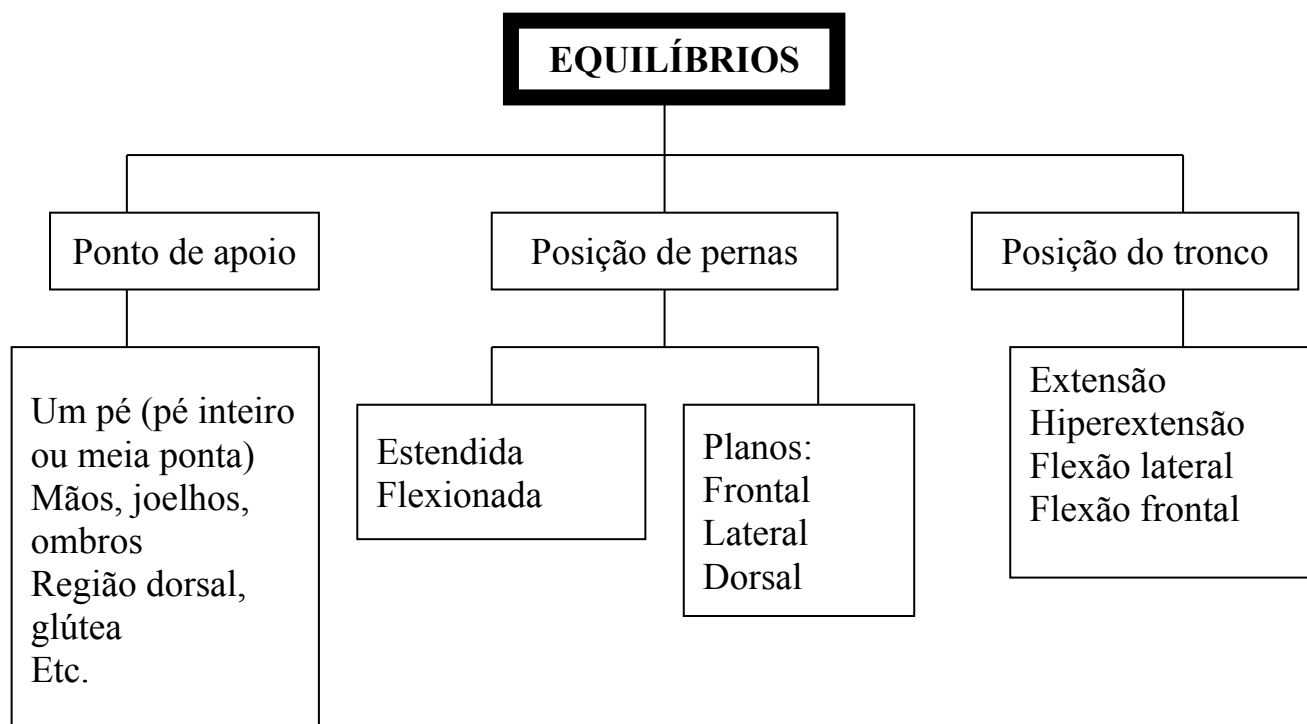 EQUILÍBRIOS
Ponto de apoio
Posição de pernas
Posição do tronco
Um pé (pé inteiro
ou meia ponta)
Mãos, joelhos,
ombros
Região dorsal,
glútea
Etc.
Estendida
Flexionada
Planos:
Frontal
Lateral
Dorsal
Extensão
Hiperextensão
Flexão lateral
Flexão frontal